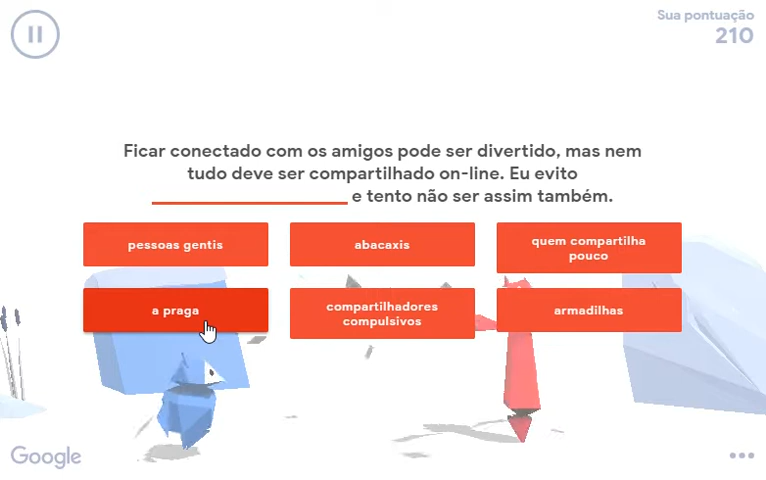 Sua pontuação
210
Ficar conectado com os amigos pode ser divertido, mas nem
tudo deve ser compartilhado on-line. Eu evito
e tento não ser assim também.
pessoas gentis
abacaxis
quem compartilha
pouco
a praga
compartilhadores
compulsivos
armadilhas
Google